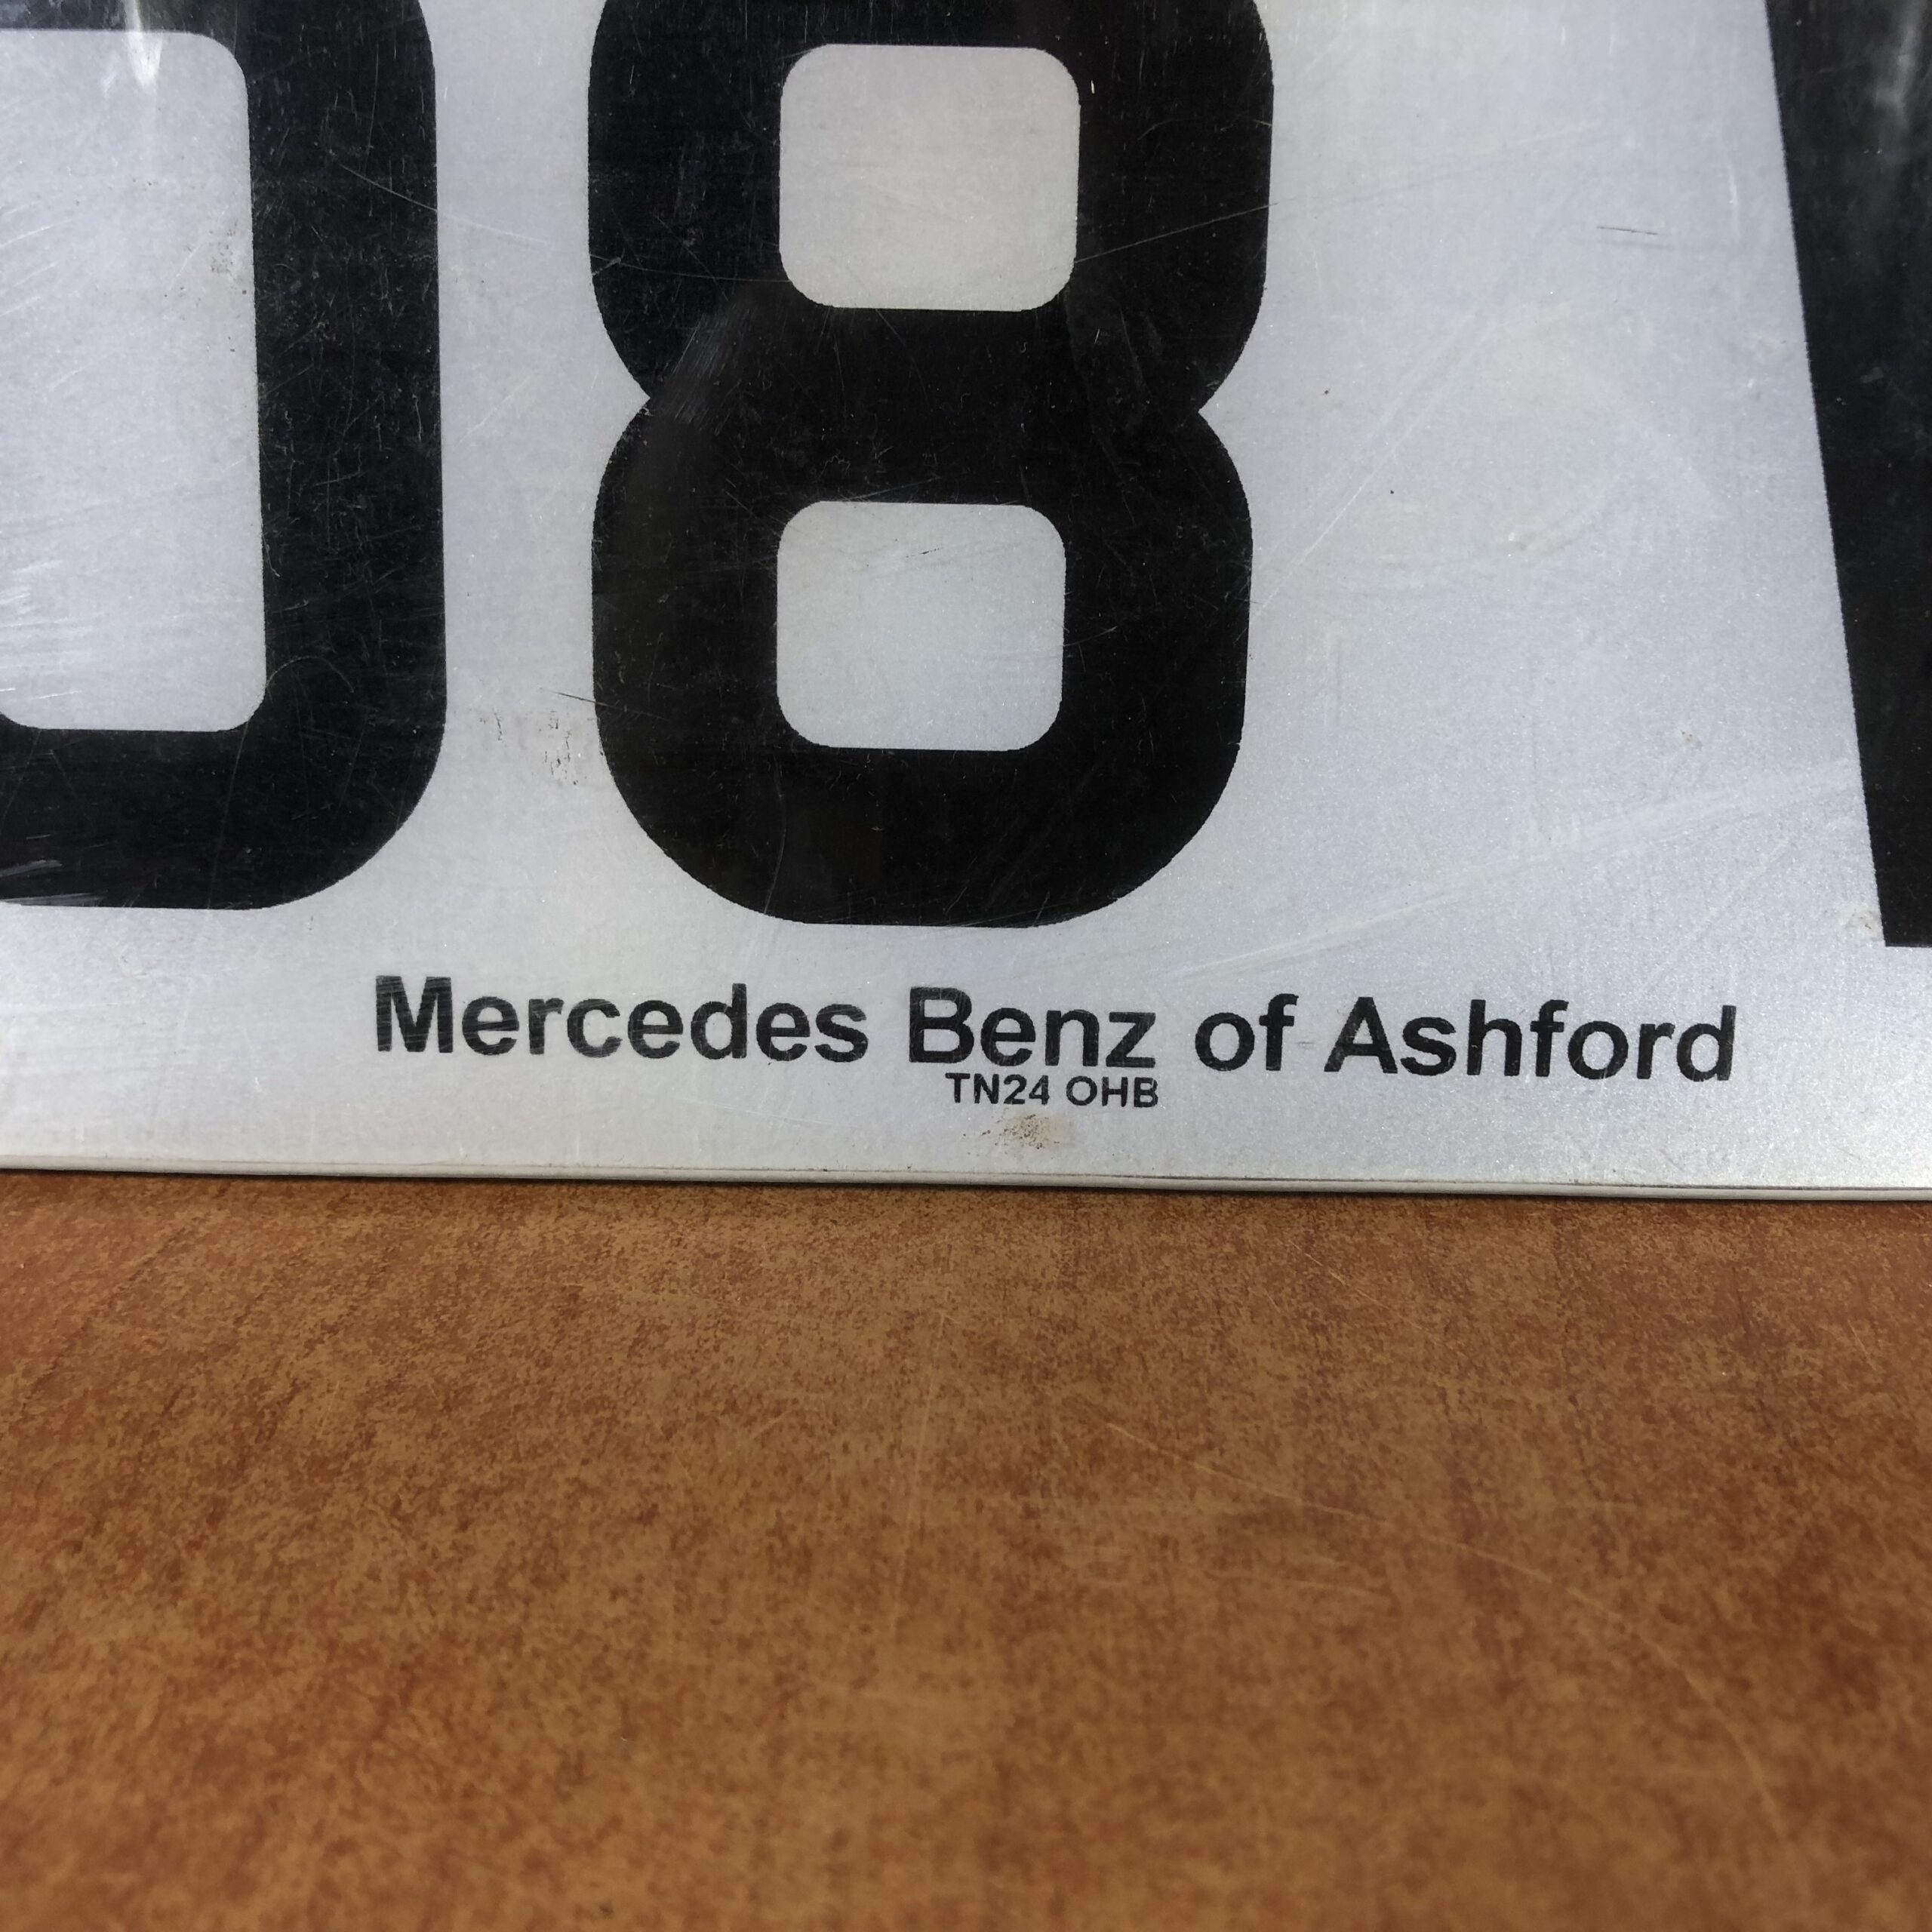 08
Mercedes Benz of Ashford
TN24 OHB